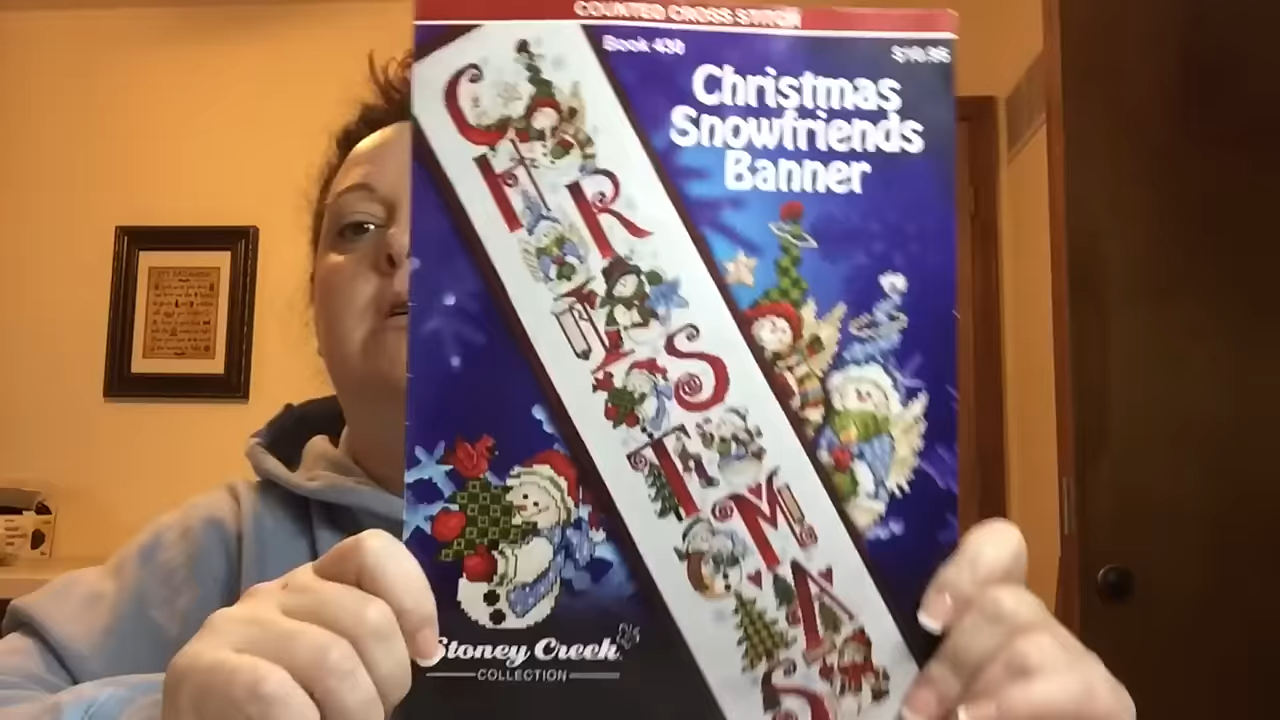 COUNTED CROSS STITCH
Book 430
$10.95
Christmas
Snowfriends
Banner
CHRISTMAS
Stoney Creek
COLLECTION